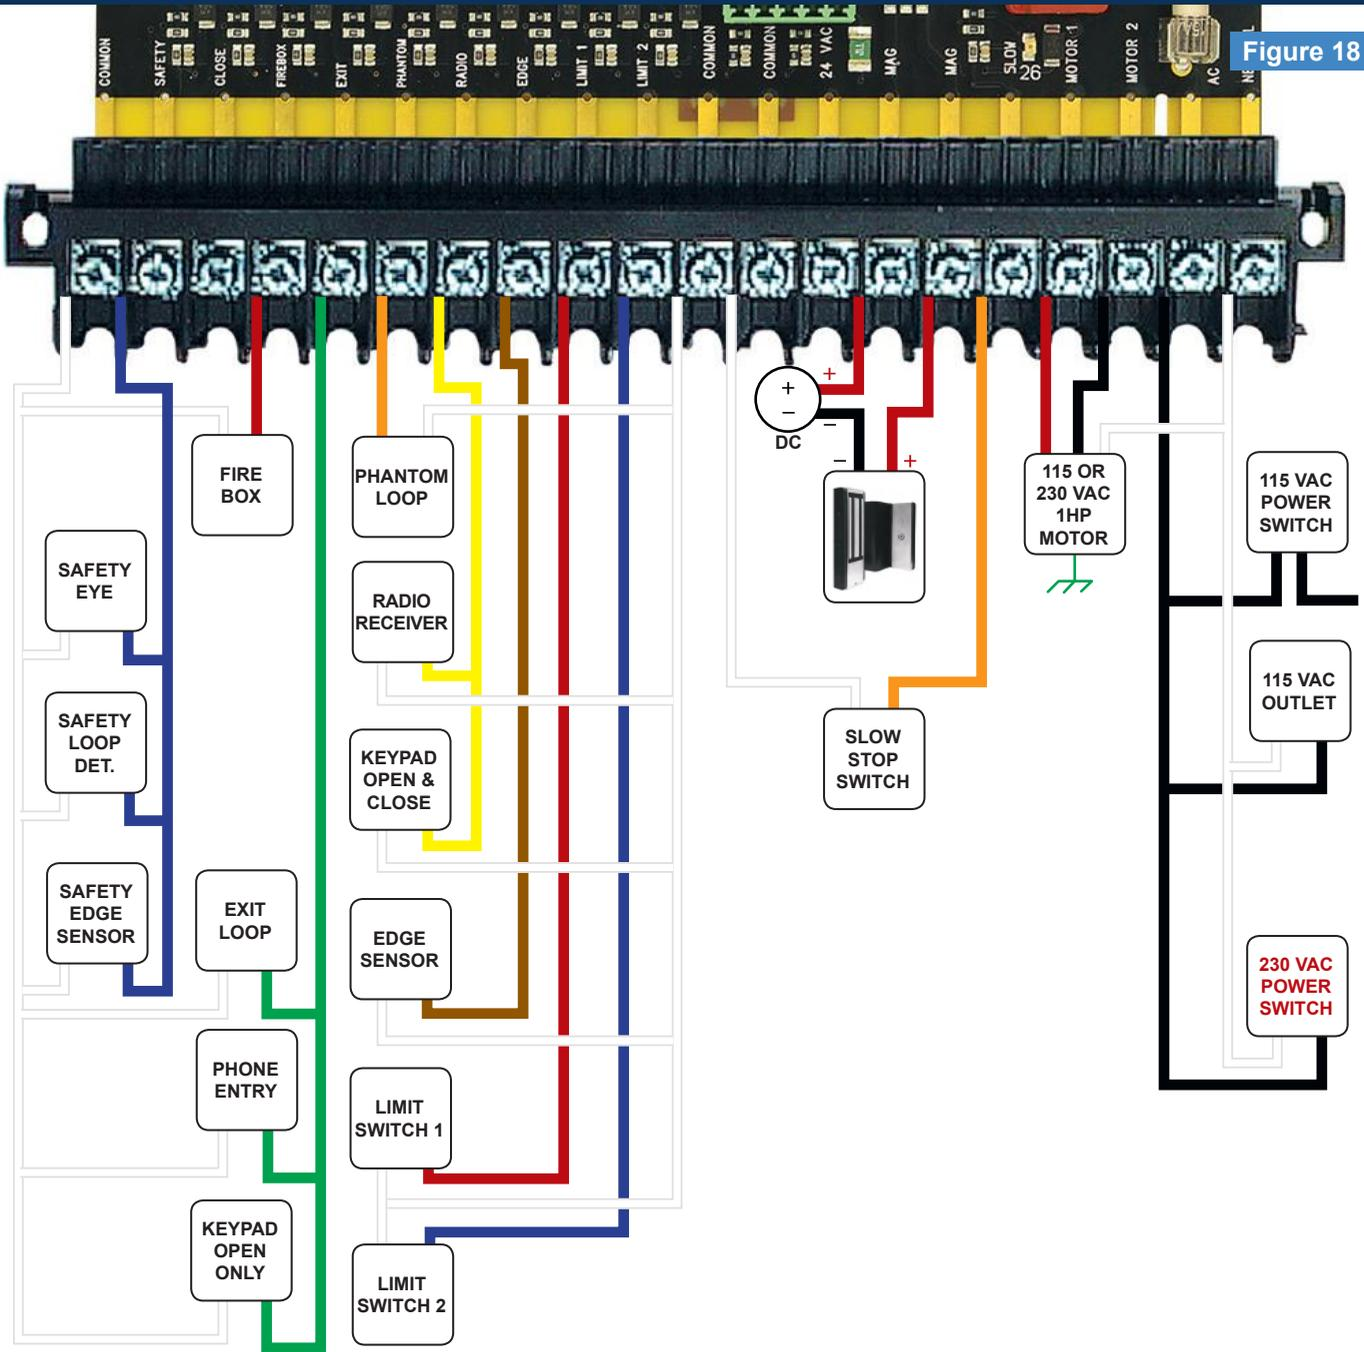 Figure 18
COMMON
SAFETY
CLOSE
FIREBOX
EXIT
PHANTOM
RADIO
EDGE
LIMIT 1
LIMIT 2
COMMON
COMMON
24 VAC
MAG
MAG
SLOW
26
MOTOR 1
MOTOR 2
AC
+
+
−
−
DC
−
+
FIRE
BOX
PHANTOM
LOOP
115 OR
230 VAC
1HP
MOTOR
115 VAC
POWER
SWITCH
SAFETY
EYE
RADIO
RECEIVER
115 VAC
OUTLET
SAFETY
LOOP
DET.
KEYPAD
OPEN &
CLOSE
SLOW
STOP
SWITCH
SAFETY
EDGE
SENSOR
EXIT
LOOP
EDGE
SENSOR
230 VAC
POWER
SWITCH
PHONE
ENTRY
LIMIT
SWITCH 1
KEYPAD
OPEN
ONLY
LIMIT
SWITCH 2